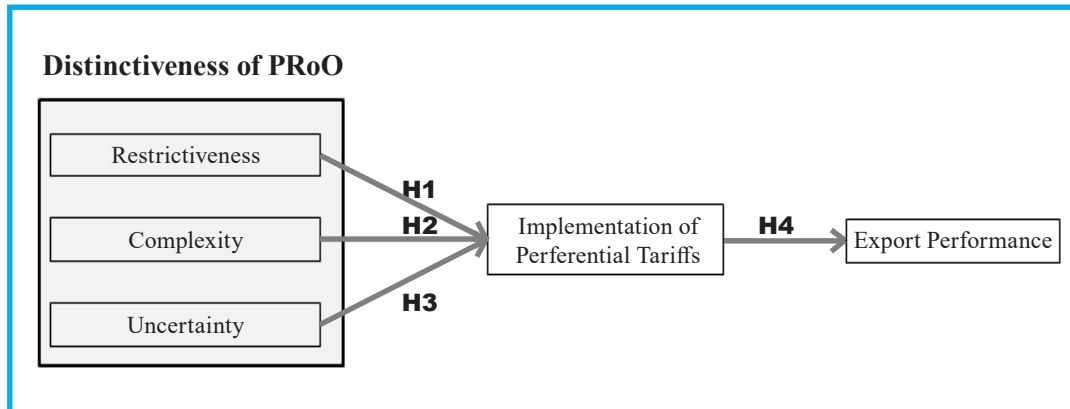 Distinctiveness of PRoO
Restrictiveness
H1
Complexity
H2
Implementation of
Perferential Tariffs
H4
Export Performance
H3
Uncertainty